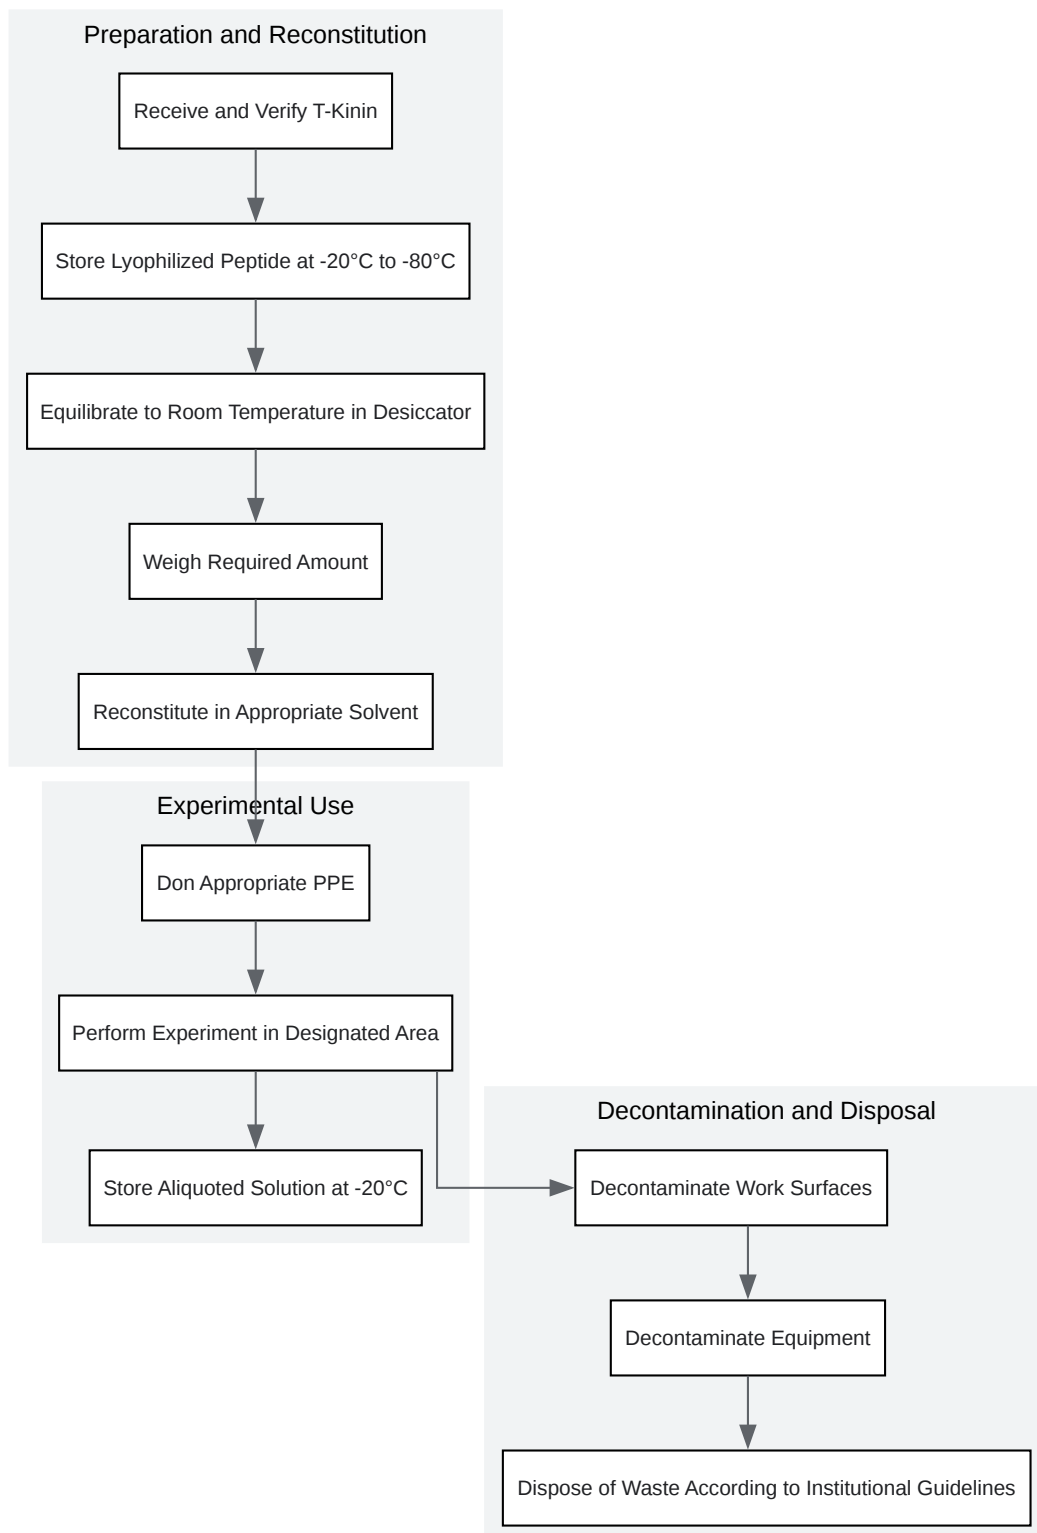 Preparation and Reconstitution
Receive and Verify T-Kinin
Store Lyophilized Peptide at -20°C to -80°C
Equilibrate to Room Temperature in Desiccator
Weigh Required Amount
Reconstitute in Appropriate Solvent
Experimental Use
Don Appropriate PPE
Perform Experiment in Designated Area
Store Aliquoted Solution at -20°C
Decontamination and Disposal
Decontaminate Work Surfaces
Decontaminate Equipment
Dispose of Waste According to Institutional Guidelines